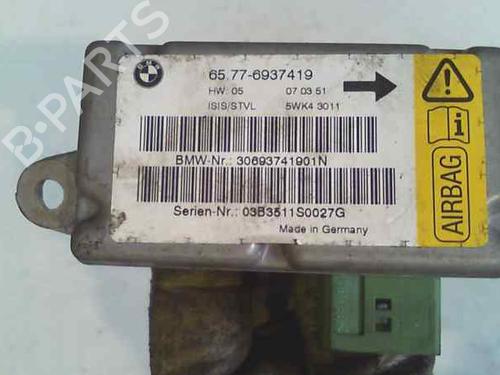 BMW
65.77-6937419
HW: 05 07 03 51
ISIS/STVL 5WK4 3011
BMW-Nr.: 30693741901N
Serien-Nr.: 03B3511S0027G
Made in Germany
AIRBAG
B-PARTS